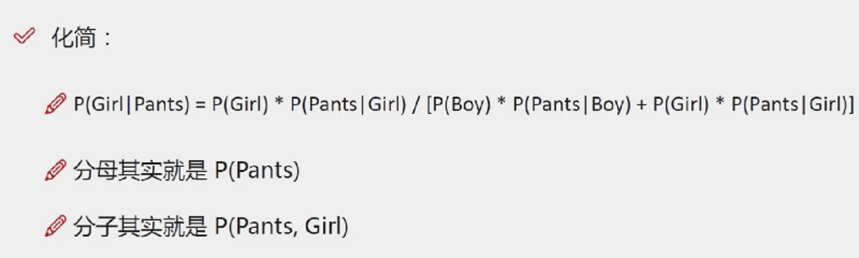 化简：
P(Girl|Pants) = P(Girl) * P(Pants|Girl) / [P(Boy) * P(Pants|Boy) + P(Girl) * P(Pants|Girl)]
分母其实就是 P(Pants)
分子其实就是 P(Pants, Girl)